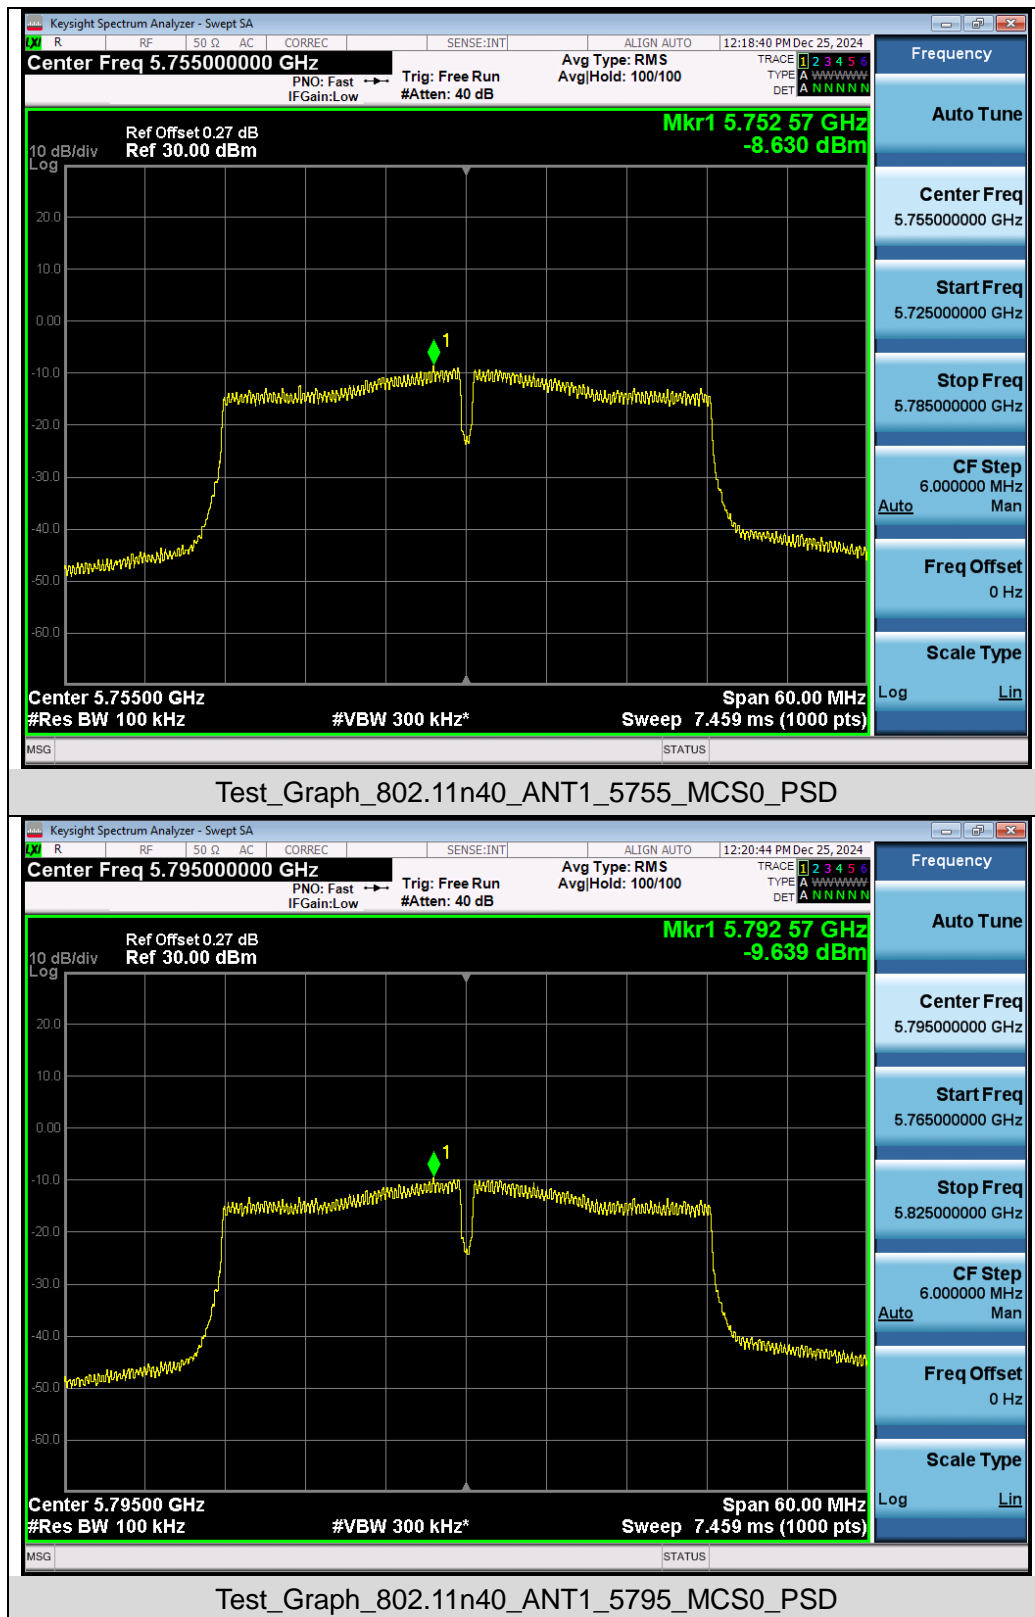 Keysight Spectrum Analyzer - Swept SA
LXI R RF 50 Ω AC CORREC SENSE:INT ALIGN AUTO 12:18:40 PM Dec 25, 2024
Center Freq 5.755000000 GHz
PNO: Fast
IFGain:Low
Trig: Free Run
#Atten: 40 dB
Avg Type: RMS
Avg|Hold: 100/100
TRACE 1 2 3 4 5 6
TYPE A WWWWW
DET A N N N N N
Ref Offset 0.27 dB
Ref 30.00 dBm
10 dB/div
Log
Mkr1 5.752 57 GHz
-8.630 dBm
20.0
10.0
0.00
-10.0
-20.0
-30.0
-40.0
-50.0
-60.0
1
Center 5.75500 GHz
#Res BW 100 kHz
#VBW 300 kHz*
Span 60.00 MHz
Sweep 7.459 ms (1000 pts)
MSG
STATUS
Frequency
Auto Tune
Center Freq
5.755000000 GHz
Start Freq
5.725000000 GHz
Stop Freq
5.785000000 GHz
CF Step
6.000000 MHz
Auto Man
Freq Offset
0 Hz
Scale Type
Log Lin
Test_Graph_802.11n40_ANT1_5755_MCS0_PSD
Keysight Spectrum Analyzer - Swept SA
LXI R RF 50 Ω AC CORREC SENSE:INT ALIGN AUTO 12:20:44 PM Dec 25, 2024
Center Freq 5.795000000 GHz
PNO: Fast
IFGain:Low
Trig: Free Run
#Atten: 40 dB
Avg Type: RMS
Avg|Hold: 100/100
TRACE 1 2 3 4 5 6
TYPE A WWWWW
DET A N N N N N
Ref Offset 0.27 dB
Ref 30.00 dBm
10 dB/div
Log
Mkr1 5.792 57 GHz
-9.639 dBm
20.0
10.0
0.00
-10.0
-20.0
-30.0
-40.0
-50.0
-60.0
1
Center 5.79500 GHz
#Res BW 100 kHz
#VBW 300 kHz*
Span 60.00 MHz
Sweep 7.459 ms (1000 pts)
MSG
STATUS
Frequency
Auto Tune
Center Freq
5.795000000 GHz
Start Freq
5.765000000 GHz
Stop Freq
5.825000000 GHz
CF Step
6.000000 MHz
Auto Man
Freq Offset
0 Hz
Scale Type
Log Lin
Test_Graph_802.11n40_ANT1_5795_MCS0_PSD